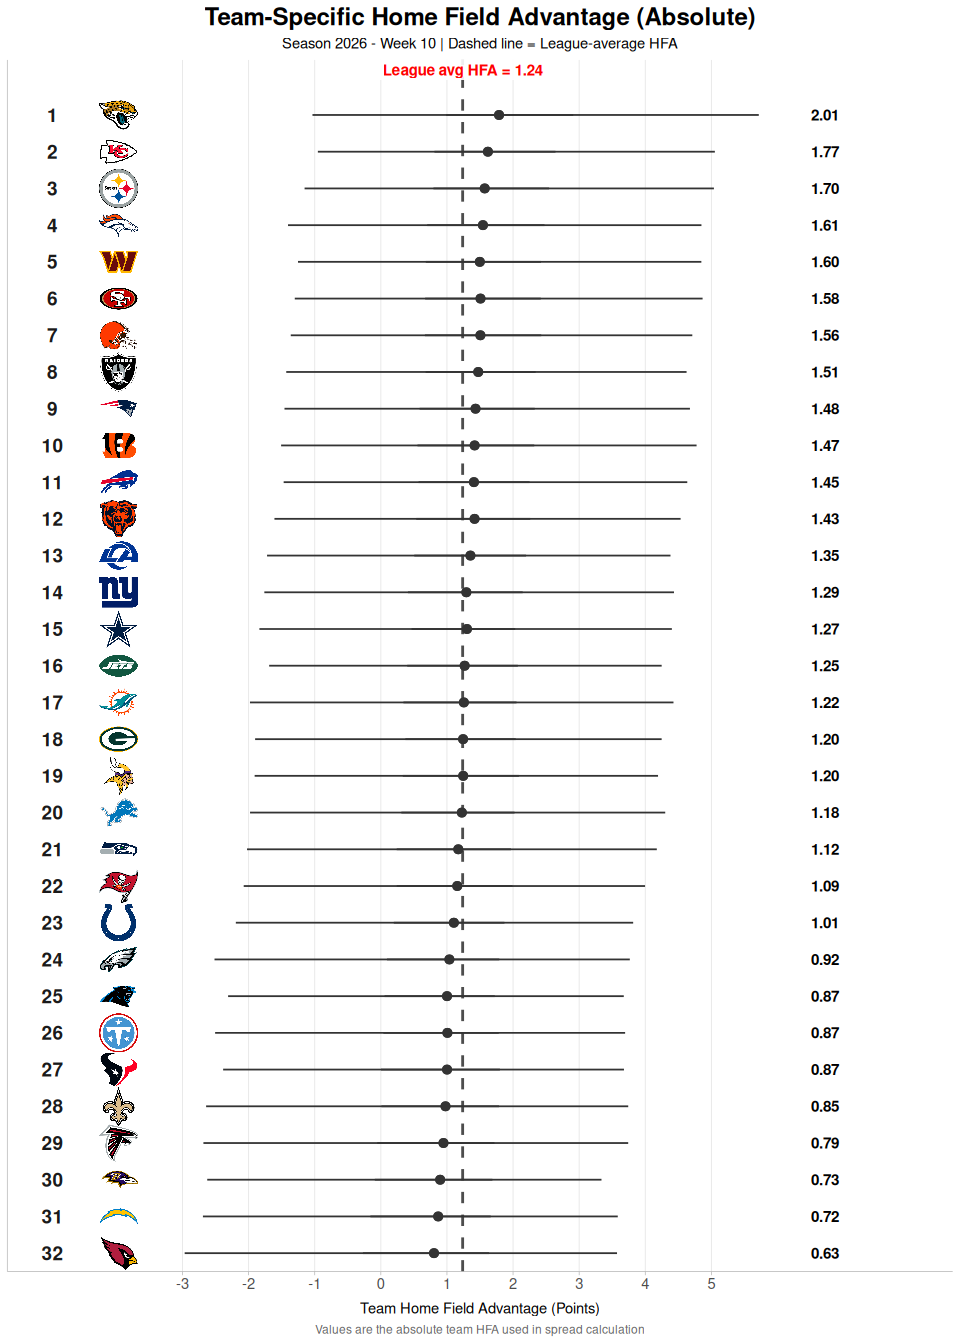 Team-Specific Home Field Advantage (Absolute)
Season 2026 - Week 10 | Dashed line = League-average HFA
League avg HFA = 1.24
1 2.01
2 KC 1.77
3 1.70
4 1.61
5 W 1.60
6 SF 1.58
7 1.56
8 RAIDERS 1.51
9 1.48
10 B 1.47
11 1.45
12 1.43
13 LA 1.35
14 ny 1.29
15 1.27
16 JETS 1.25
17 1.22
18 G 1.20
19 1.20
20 1.18
21 1.12
22 1.09
23 1.01
24 0.92
25 0.87
26 T 0.87
27 0.87
28 0.85
29 0.79
30 0.73
31 0.72
32 0.63
-3 -2 -1 0 1 2 3 4 5
Team Home Field Advantage (Points)
Values are the absolute team HFA used in spread calculation